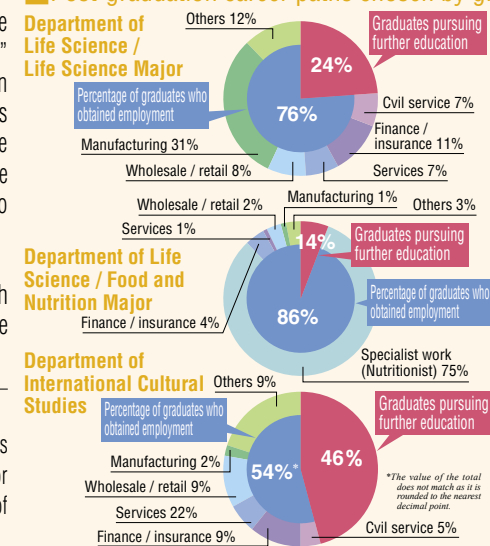 Department of
Life Science /
Life Science Major
Others 12%
Graduates pursuing
further education
24%
Percentage of graduates who
obtained employment
76%
Cvil service 7%
Finance /
insurance 11%
Manufacturing 31%
Wholesale / retail 8%
Services 7%
Wholesale / retail 2%
Manufacturing 1%
Others 3%
Services 1%
14%
Graduates pursuing
further education
Department of Life
Science / Food and
Nutrition Major
Percentage of graduates who
obtained employment
86%
Finance / insurance 4%
Specialist work
(Nutritionist) 75%
Department of
International Cultural
Studies
Others 9%
Graduates pursuing
further education
Percentage of graduates who
obtained employment
54%*
46%
Manufacturing 2%
Wholesale / retail 9%
*The value of the total
does not match as it is
rounded to the nearest
decimal point.
Services 22%
Cvil service 5%
Finance / insurance 9%